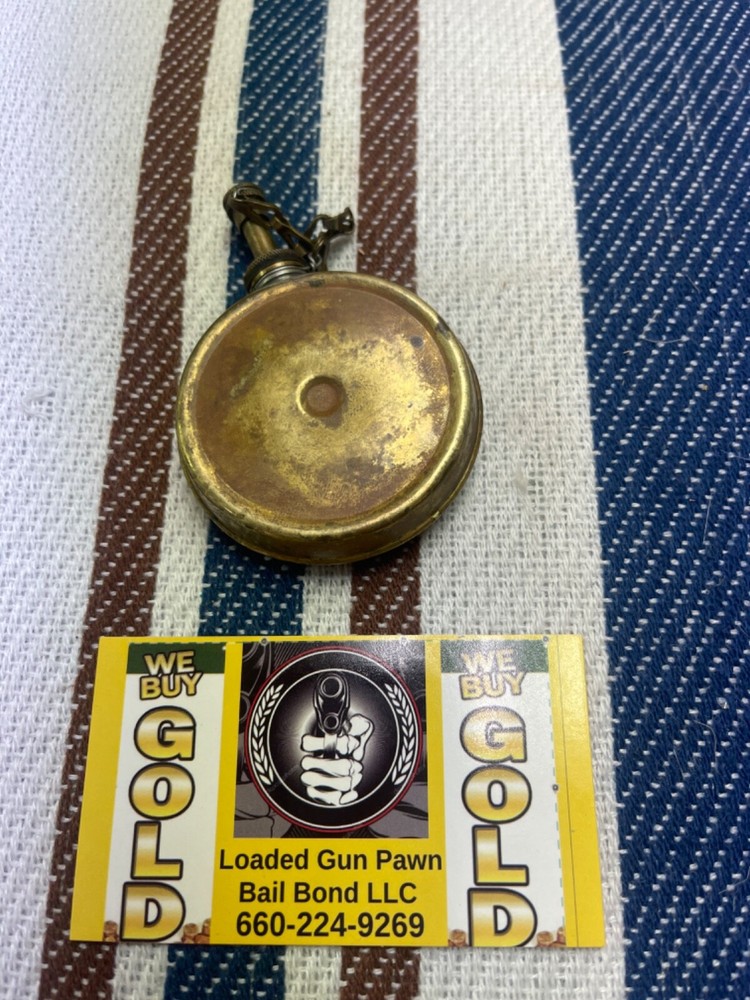 WE
BUY
GOLD
Loaded Gun Pawn
Bail Bond LLC
660-224-9269
WE
BUY
GOLD